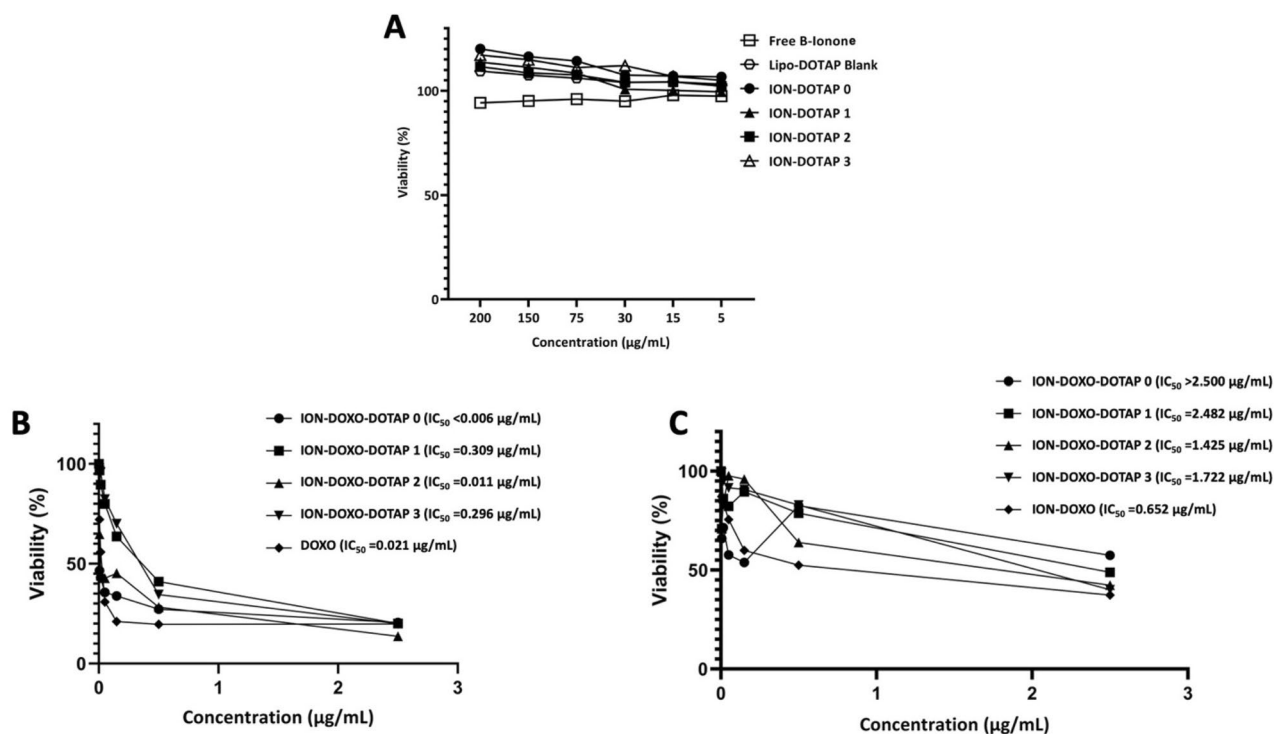 A
Viability (%)
100
50
0
200 150 75 30 15 5
Concentration (µg/mL)
Free B-Ionone
Lipo-DOTAP Blank
ION-DOTAP 0
ION-DOTAP 1
ION-DOTAP 2
ION-DOTAP 3
B
ION-DOXO-DOTAP 0 (IC50 <0.006 µg/mL)
ION-DOXO-DOTAP 1 (IC50 =0.309 µg/mL)
ION-DOXO-DOTAP 2 (IC50 =0.011 µg/mL)
ION-DOXO-DOTAP 3 (IC50 =0.296 µg/mL)
DOXO (IC50 =0.021 µg/mL)
Viability (%)
100
50
0
0 1 2 3
Concentration (µg/mL)
C
ION-DOXO-DOTAP 0 (IC50 >2.500 µg/mL)
ION-DOXO-DOTAP 1 (IC50 =2.482 µg/mL)
ION-DOXO-DOTAP 2 (IC50 =1.425 µg/mL)
ION-DOXO-DOTAP 3 (IC50 =1.722 µg/mL)
ION-DOXO (IC50 =0.652 µg/mL)
Viability (%)
100
50
0
0 1 2 3
Concentration (µg/mL)